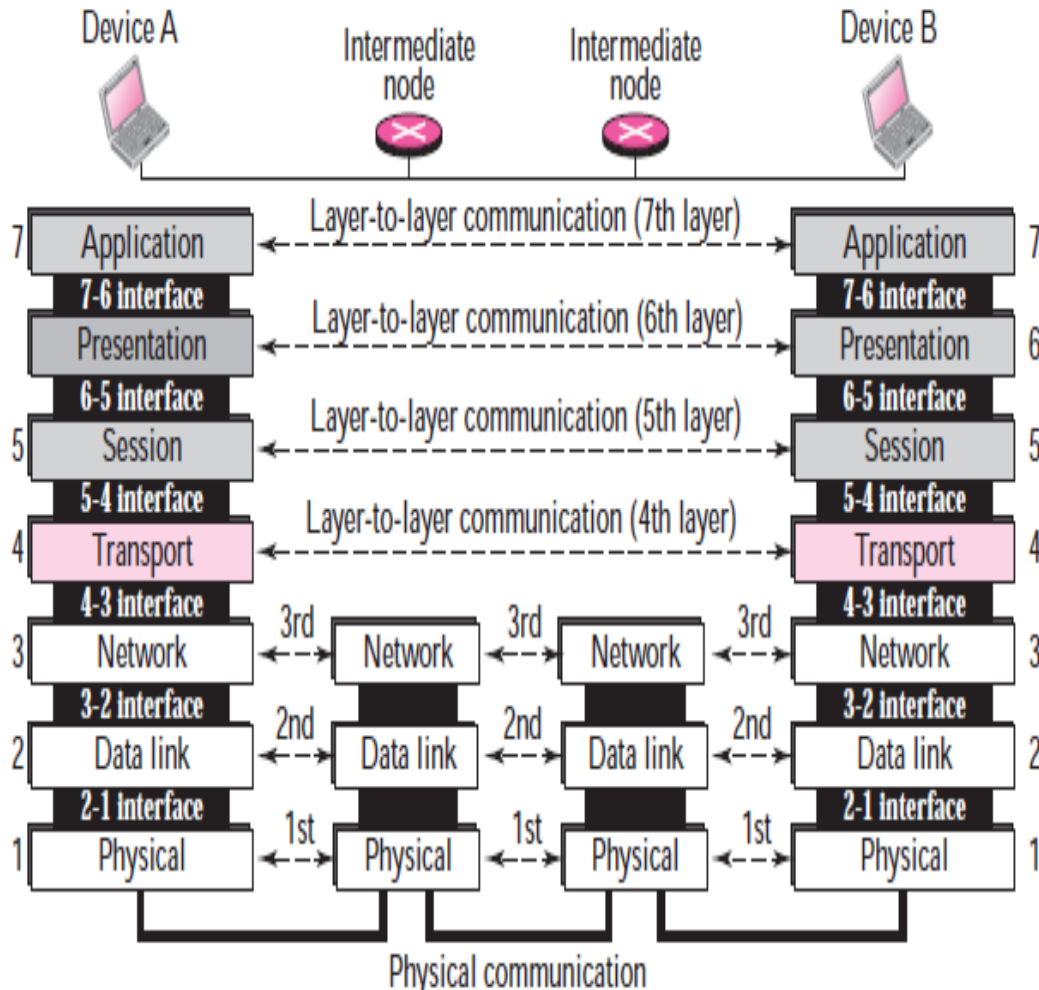 Device A
Intermediate
node
Intermediate
node
Device B
Layer-to-layer communication (7th layer)
7 Application
Application 7
7-6 interface
7-6 interface
Layer-to-layer communication (6th layer)
Presentation
Presentation 6
6-5 interface
6-5 interface
Layer-to-layer communication (5th layer)
5 Session
Session 5
5-4 interface
5-4 interface
Layer-to-layer communication (4th layer)
4 Transport
Transport 4
4-3 interface
4-3 interface
3rd 3rd 3rd
3 Network Network Network Network 3
3-2 interface
3-2 interface
2nd 2nd 2nd
2 Data link Data link Data link Data link 2
2-1 interface
2-1 interface
1st 1st 1st
1 Physical Physical Physical Physical 1
Physical communication